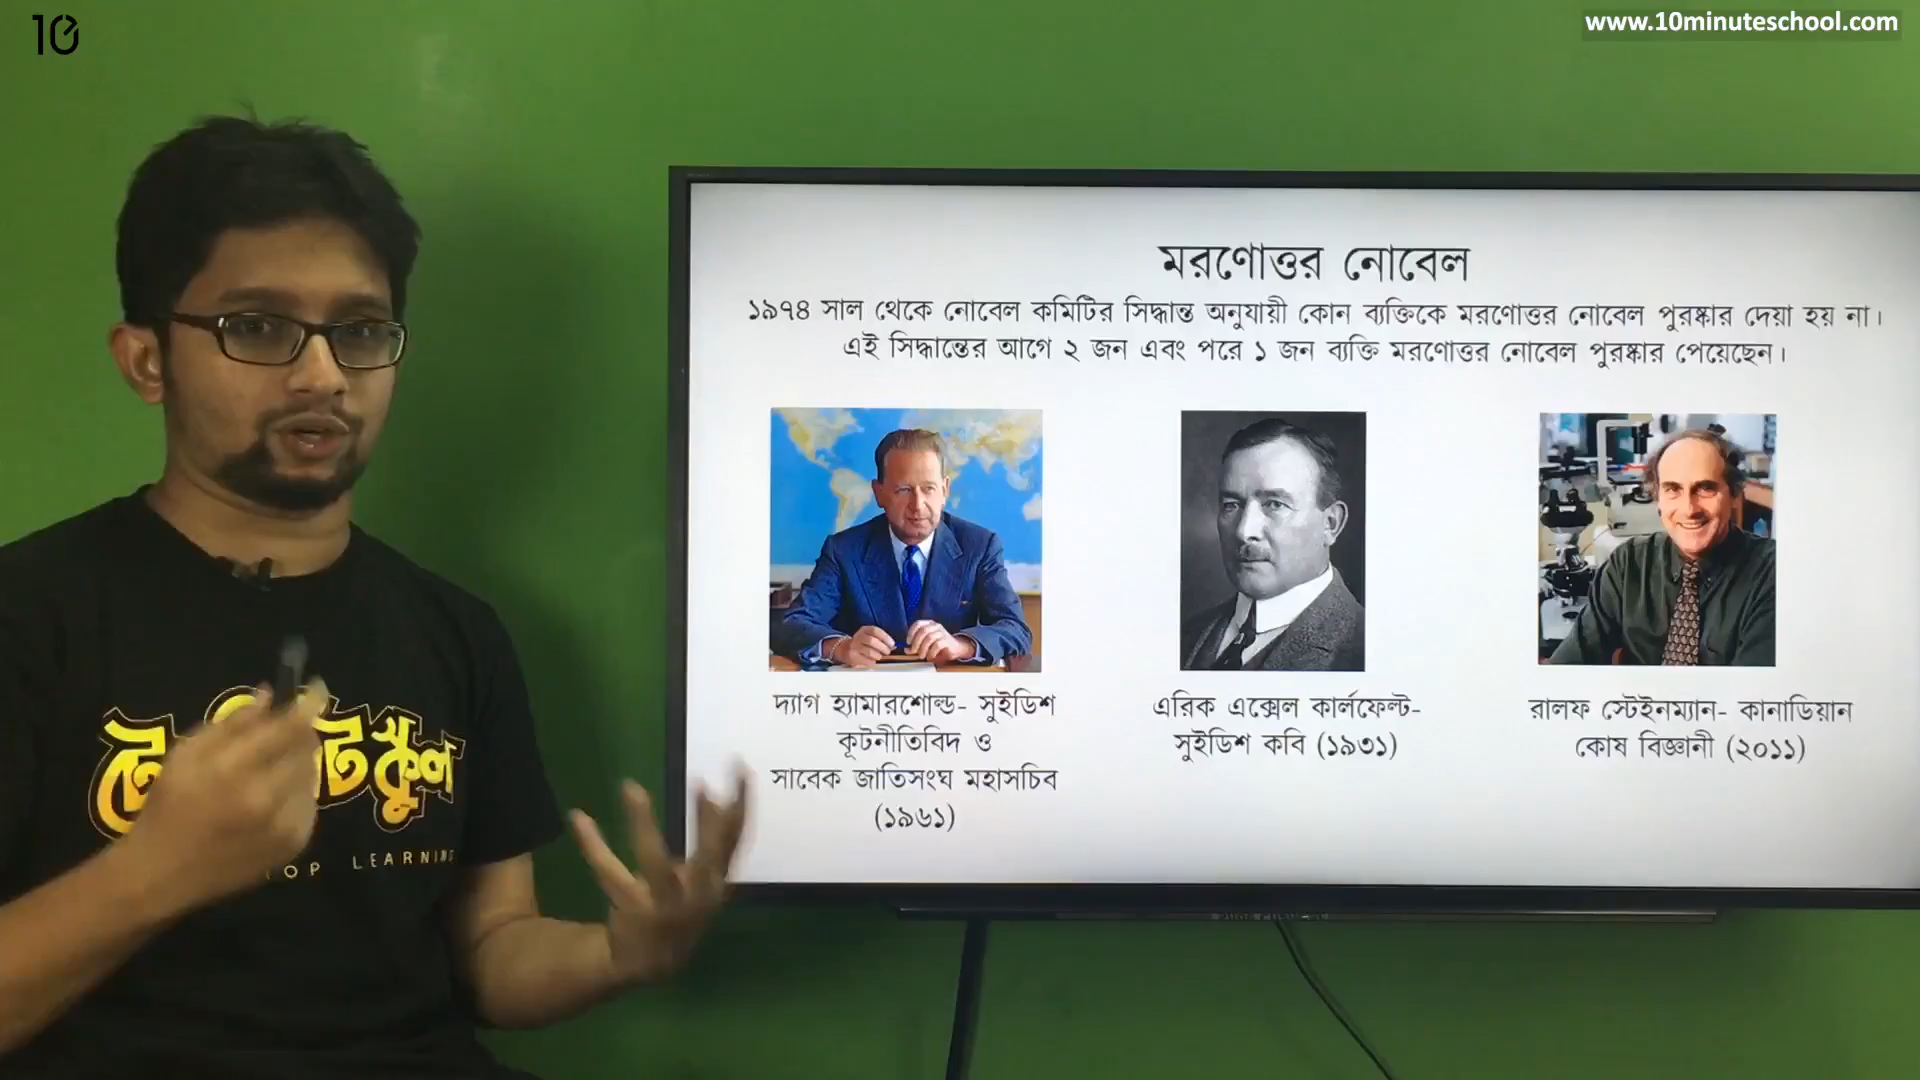 10
www.10minuteschool.com
মরণোত্তর নোবেল
১৯৭৪ সাল থেকে নোবেল কমিটির সিদ্ধান্ত অনুযায়ী কোন ব্যক্তিকে মরণোত্তর নোবেল পুরষ্কার দেয়া হয় না।
এই সিদ্ধান্তের আগে ২ জন এবং পরে ১ জন ব্যক্তি মরণোত্তর নোবেল পুরষ্কার পেয়েছেন।
দ্যাগ হ্যামারশোল্ড- সুইডিশ
কূটনীতিবিদ ও
সাবেক জাতিসংঘ মহাসচিব
(১৯৬১)
এরিক এক্সেল কার্লফেল্ট-
সুইডিশ কবি (১৯৩১)
রালফ স্টেইনম্যান- কানাডিয়ান
কোষ বিজ্ঞানী (২০১১)
স্কুল
LEARNING